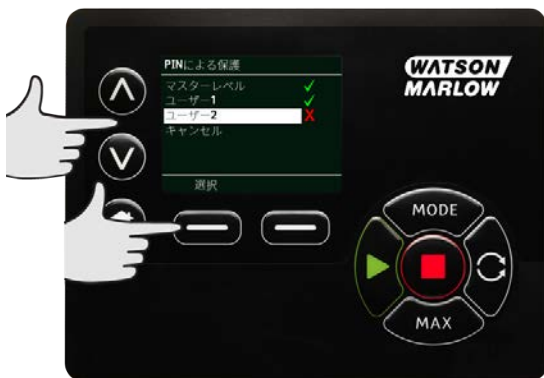 PINによる保護
マスターレベル ✓
ユーザー1 ✓
ユーザー2 X
キャンセル
選択
WATSON
MARLOW
MODE
MAX